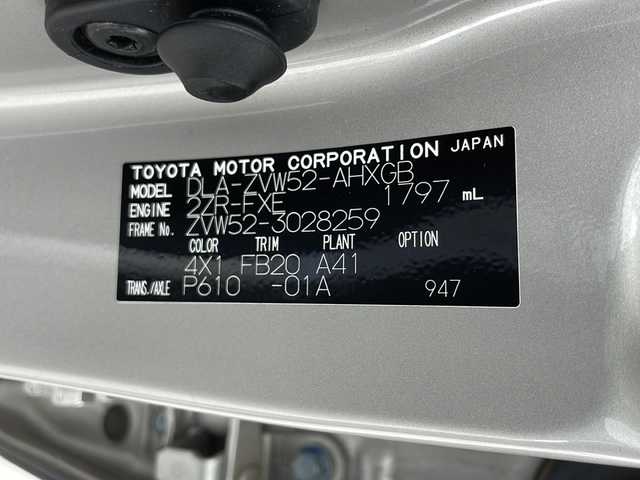 TOYOTA MOTOR CORPORATION JAPAN
MODEL DLA-ZVW52-AHXGB
ENGINE 2ZR-FXE 1797 mL
FRAME No. ZVW52-3028259
COLOR TRIM PLANT OPTION
4X1 FB20 A41
TRANS./AXLE P610 -01A 947